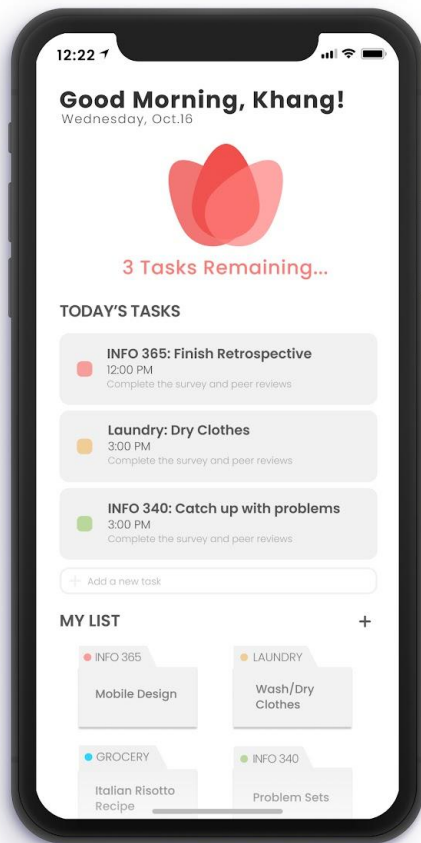 12:22
Good Morning, Khang!
Wednesday, Oct.16
3 Tasks Remaining...
TODAY'S TASKS
INFO 365: Finish Retrospective
12:00 PM
Complete the survey and peer reviews
Laundry: Dry Clothes
3:00 PM
Complete the survey and peer reviews
INFO 340: Catch up with problems
3:00 PM
Complete the survey and peer reviews
+ Add a new task
MY LIST +
INFO 365
Mobile Design
LAUNDRY
Wash/Dry
Clothes
GROCERY
Italian Risotto
Recipe
INFO 340
Problem Sets